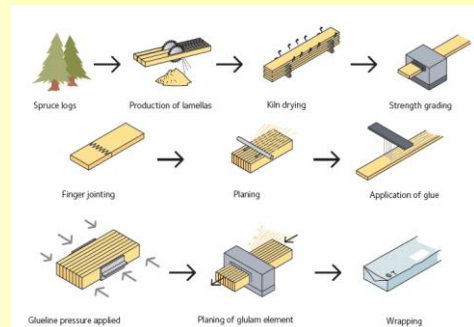 Spruce logs
Production of lamellas
Kiln drying
Strength grading
Finger jointing
Planing
Application of glue
Glueline pressure applied
Planing of glulam element
Wrapping